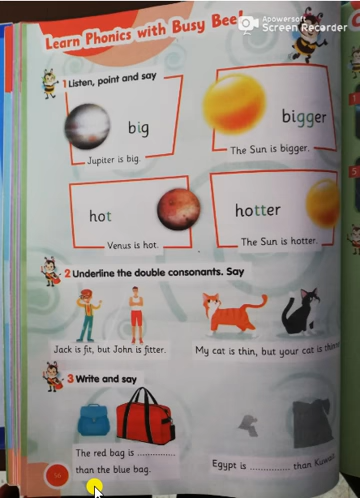 Learn Phonics with Busy Bee!
Apowersoft
Screen Recorder
1 Listen, point and say
big
bigger
Jupiter is big.
The Sun is bigger.
hot
hotter
Venus is hot.
The Sun is hotter.
2 Underline the double consonants. Say
Jack is fit, but John is fitter.
My cat is thin, but your cat is
3 Write and say
The red bag is ..............
than the blue bag.
Egypt is .............. than